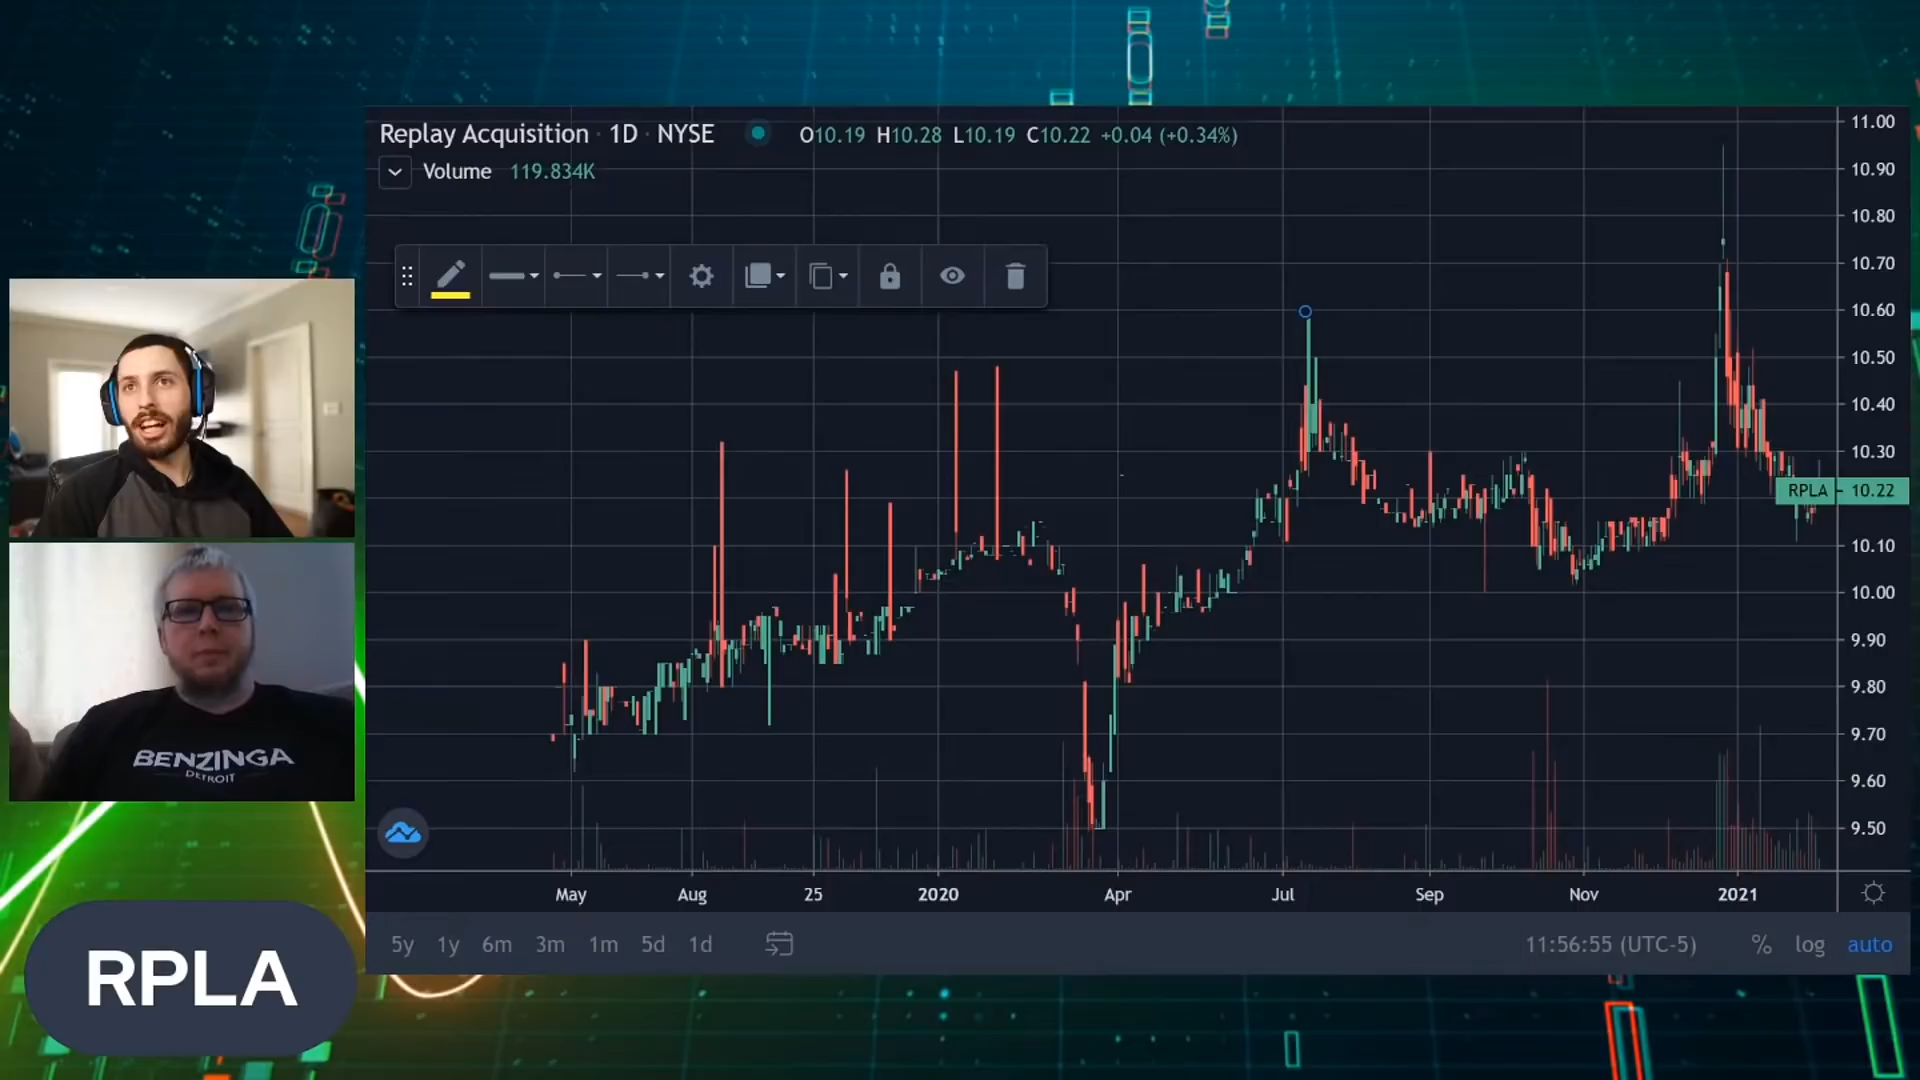 Replay Acquisition · 1D · NYSE
O10.19 H10.28 L10.19 C10.22 +0.04 (+0.34%)
Volume 119.834K
11.00
10.90
10.80
10.70
10.60
10.50
10.40
10.30
RPLA 10.22
10.10
10.00
9.90
9.80
9.70
9.60
9.50
May Aug 25 2020 Apr Jul Sep Nov 2021
5y 1y 6m 3m 1m 5d 1d
11:56:55 (UTC-5) % log auto
BENZINGA
DETROIT
RPLA